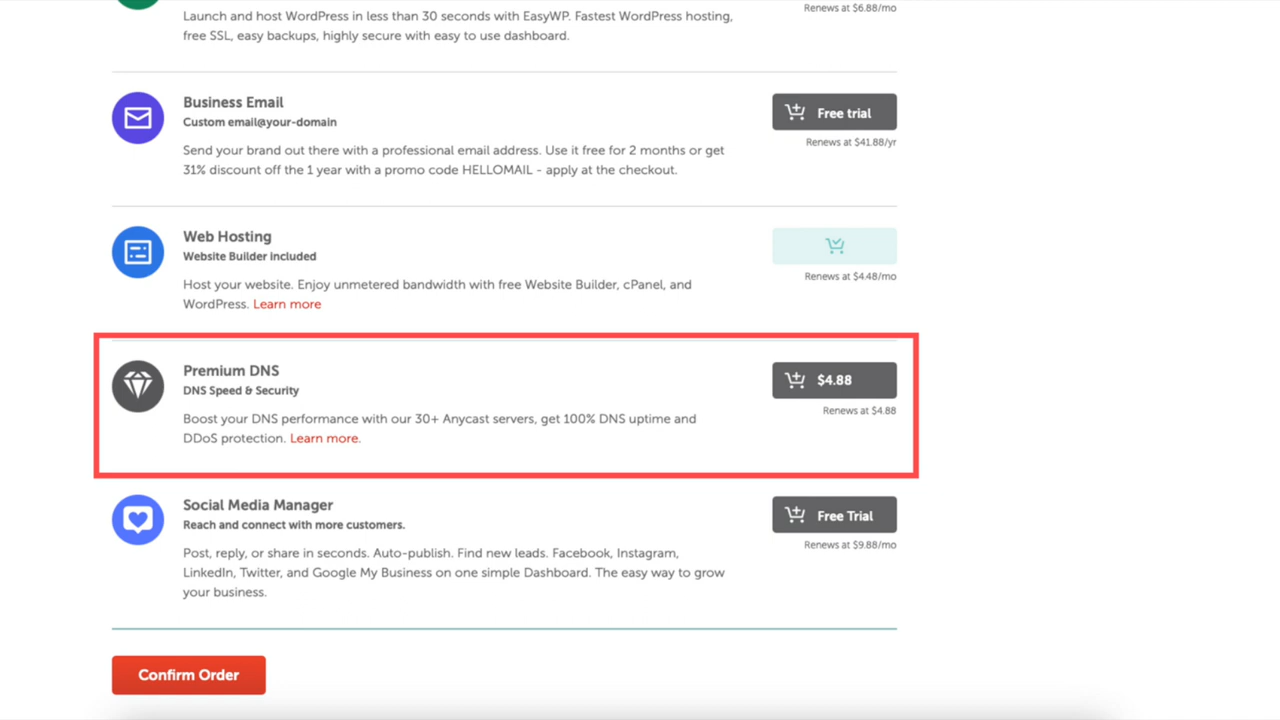 Launch and host WordPress in less than 30 seconds with EasyWP. Fastest WordPress hosting,
free SSL, easy backups, highly secure with easy to use dashboard.
Renews at $6.88/mo
Business Email
Custom email@your-domain
Send your brand out there with a professional email address. Use it free for 2 months or get
31% discount off the 1 year with a promo code HELLOMAIL - apply at the checkout.
Free trial
Renews at $41.88/yr
Web Hosting
Website Builder included
Host your website. Enjoy unmetered bandwidth with free Website Builder, cPanel, and
WordPress. Learn more
Renews at $4.48/mo
Premium DNS
DNS Speed & Security
Boost your DNS performance with our 30+ Anycast servers, get 100% DNS uptime and
DDoS protection. Learn more.
$4.88
Renews at $4.88
Social Media Manager
Reach and connect with more customers.
Post, reply, or share in seconds. Auto-publish. Find new leads. Facebook, Instagram,
LinkedIn, Twitter, and Google My Business on one simple Dashboard. The easy way to grow
your business.
Free Trial
Renews at $9.88/mo
Confirm Order